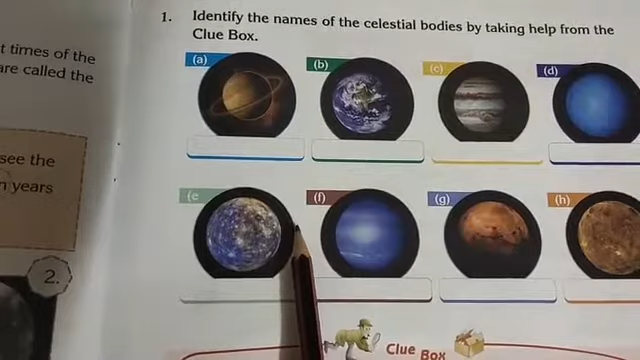 1. Identify the names of the celestial bodies by taking help from the
Clue Box.
t times of the
are called the
(a) (b) (c) (d)
see the
n years
(e (f) (g) (h)
2.
Clue Box